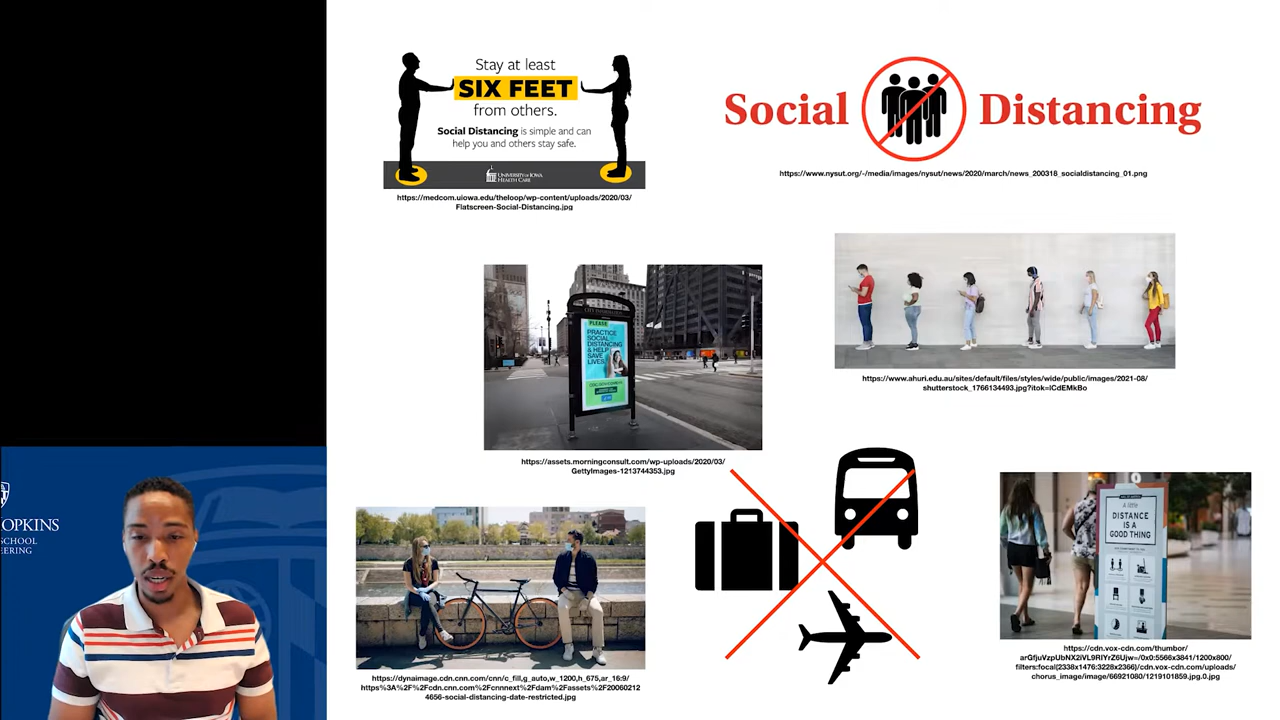 Stay at least
SIX FEET
from others.
Social Distancing is simple and can
help you and others stay safe.
UNIVERSITY OF IOWA
HEALTH CARE
https://medcom.uiowa.edu/theloop/wp-content/uploads/2020/03/
Flatscreen-Social-Distancing.jpg
Social Distancing
https://www.nysut.org/-/media/images/nysut/news/2020/march/news_200318_socialdistancing_01.png
PLEASE
PRACTICE
SOCIAL
DISTANCING
& HELP
SAVE
LIVES.
https://assets.morningconsult.com/wp-uploads/2020/03/
GettyImages-1213744353.jpg
https://www.ahuri.edu.au/sites/default/files/styles/wide/public/images/2021-08/
shutterstock_1766134493.jpg?itok=lCdEMkBo
OPKINS
SCHOOL
EERING
https://dynaimage.cdn.cnn.com/cnn/c_fill,g_auto,w_1200,h_675,ar_16:9/
https%3A%2F%2Fcdn.cnn.com%2Fcnnnext%2Fdam%2Fassets%2F20060212
4656-social-distancing-date-restricted.jpg
A little
DISTANCE
IS A
GOOD THING
https://cdn.vox-cdn.com/thumbor/
arGfjuVzpUbNX2iVL9RIYrZ6Ujw=/0x0:5566x3841/1200x800/
filters:focal(2338x1476:3228x2366)/cdn.vox-cdn.com/uploads/
chorus_image/image/66921080/1219101859.jpg.0.jpg